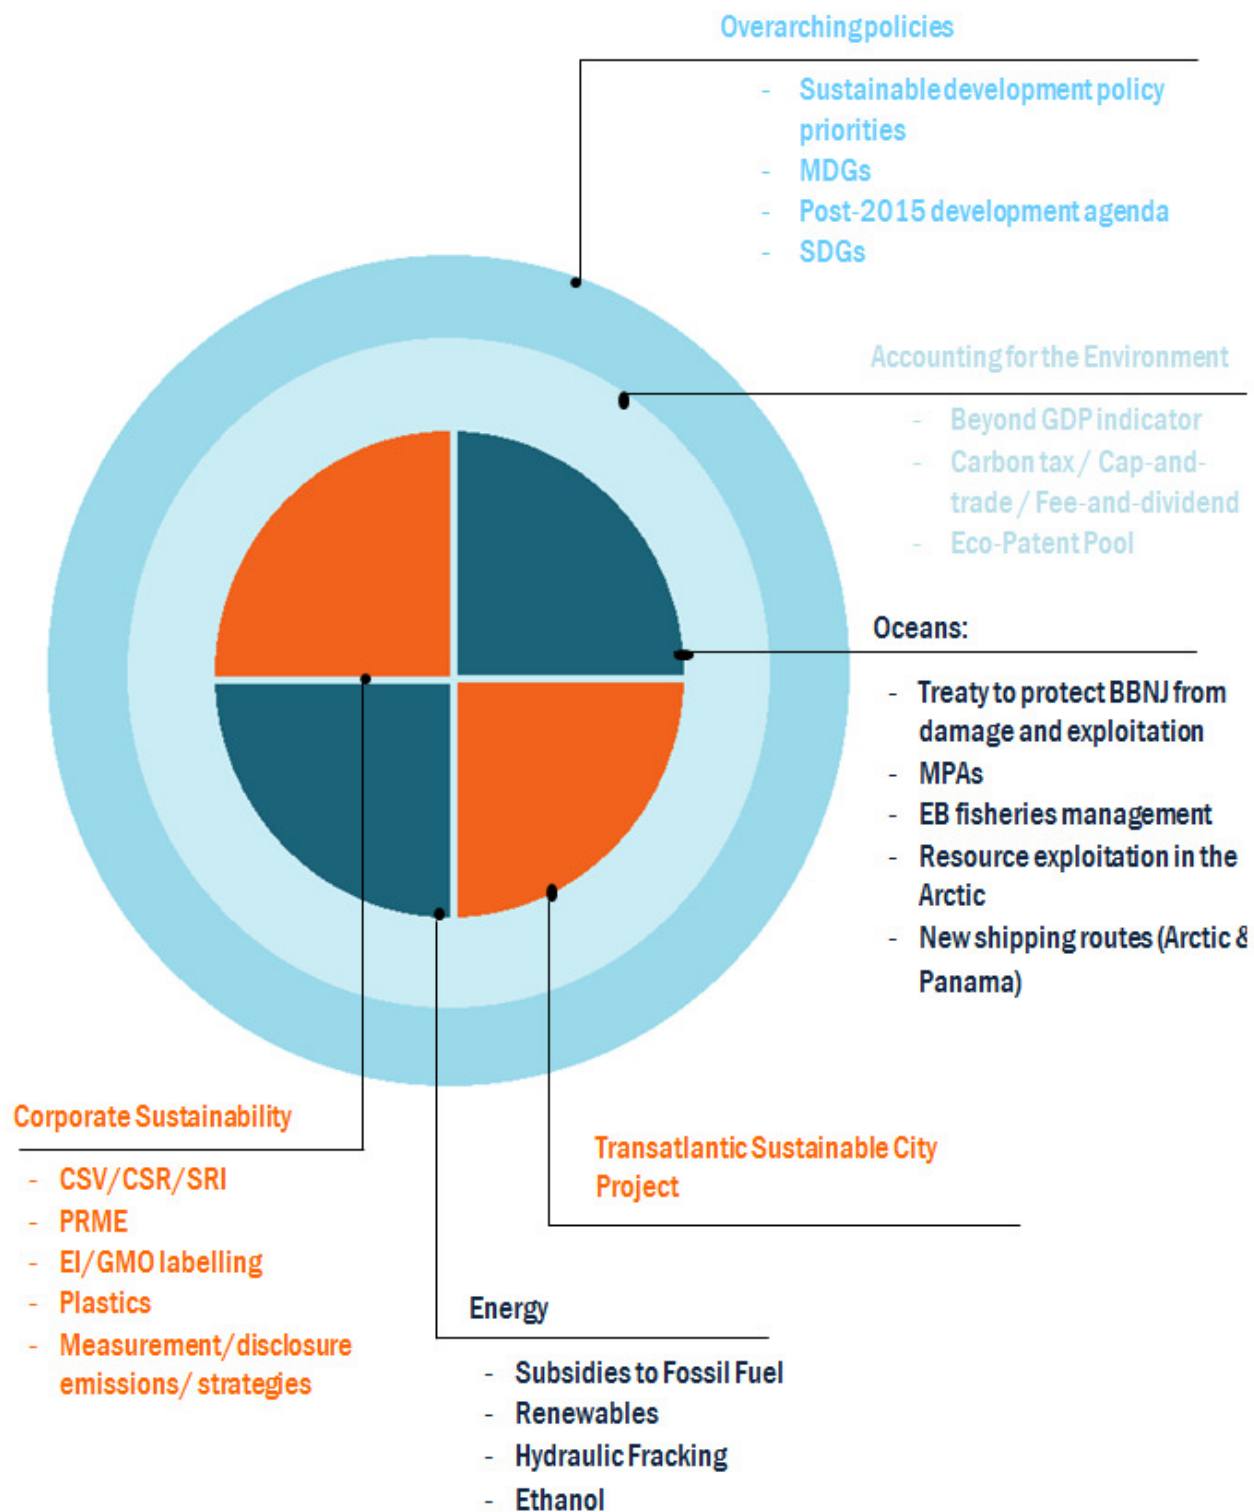 Overarching policies
- Sustainable development policy
priorities
- MDGs
- Post-2015 development agenda
- SDGs
Accounting for the Environment
- Beyond GDP indicator
- Carbon tax / Cap-and-
trade / Fee-and-dividend
- Eco-Patent Pool
Oceans:
- Treaty to protect BBNJ from
damage and exploitation
- MPAs
- EB fisheries management
- Resource exploitation in the
Arctic
- New shipping routes (Arctic &
Panama)
Corporate Sustainability
- CSV/CSR/SRI
- PRME
- EI/GMO labelling
- Plastics
- Measurement/disclosure
emissions/ strategies
Transatlantic Sustainable City
Project
Energy
- Subsidies to Fossil Fuel
- Renewables
- Hydraulic Fracking
- Ethanol